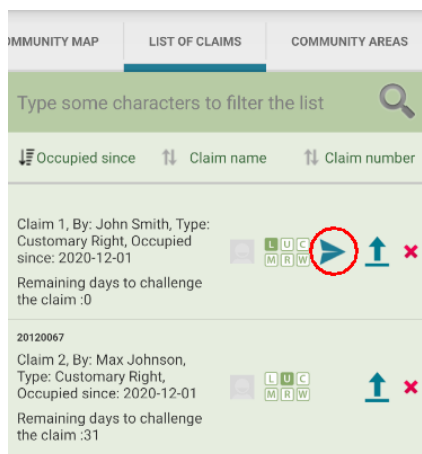 OMMUNITY MAP LIST OF CLAIMS COMMUNITY AREAS
Type some characters to filter the list
Occupied since Claim name Claim number
Claim 1, By: John Smith, Type:
Customary Right, Occupied
since: 2020-12-01
L U C
M R W
Remaining days to challenge
the claim :0
20120067
Claim 2, By: Max Johnson,
Type: Customary Right,
Occupied since: 2020-12-01
L U C
M R W
Remaining days to challenge
the claim :31